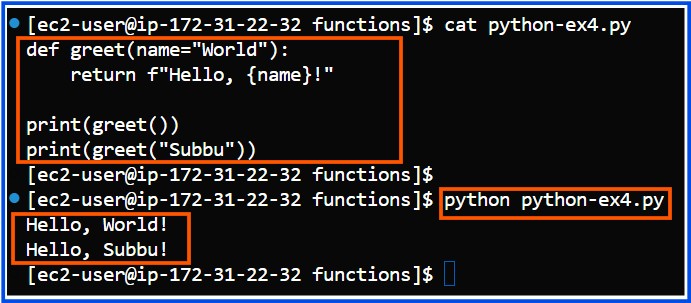 [ec2-user@ip-172-31-22-32 functions]$ cat python-ex4.py
def greet(name="World"):
    return f"Hello, {name}!"

print(greet())
print(greet("Subbu"))
[ec2-user@ip-172-31-22-32 functions]$
[ec2-user@ip-172-31-22-32 functions]$ python python-ex4.py
Hello, World!
Hello, Subbu!
[ec2-user@ip-172-31-22-32 functions]$